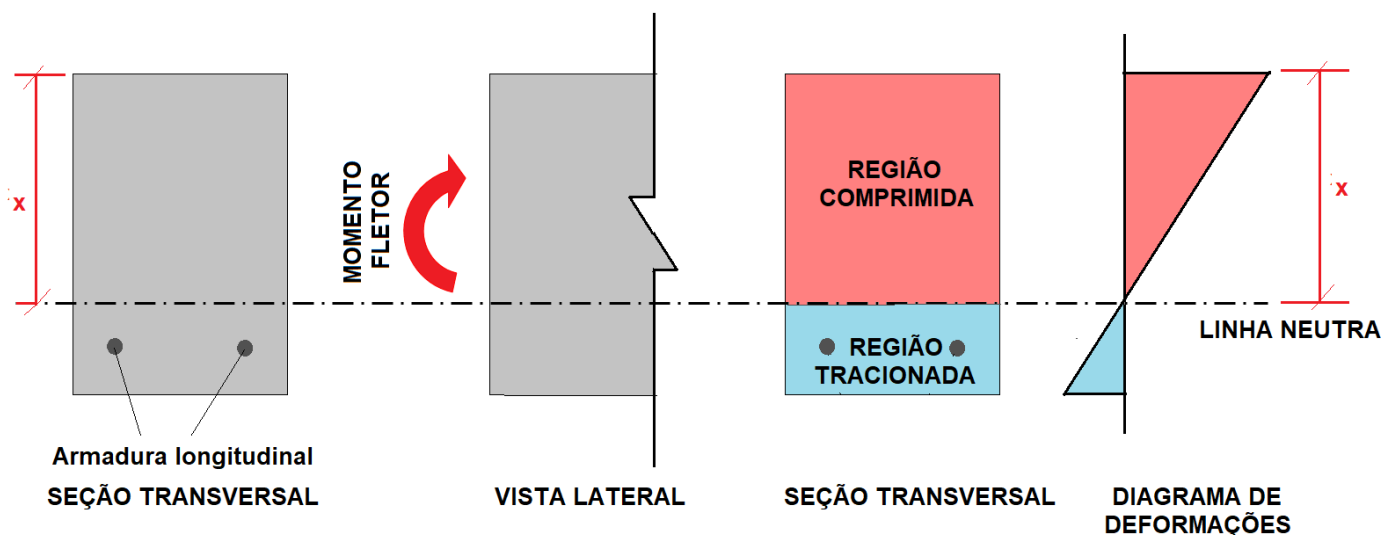 x
MOMENTO
FLETOR
REGIÃO
COMPRIMIDA
x
LINHA NEUTRA
REGIÃO
TRACIONADA
Armadura longitudinal
SEÇÃO TRANSVERSAL
VISTA LATERAL
SEÇÃO TRANSVERSAL
DIAGRAMA DE
DEFORMAÇÕES